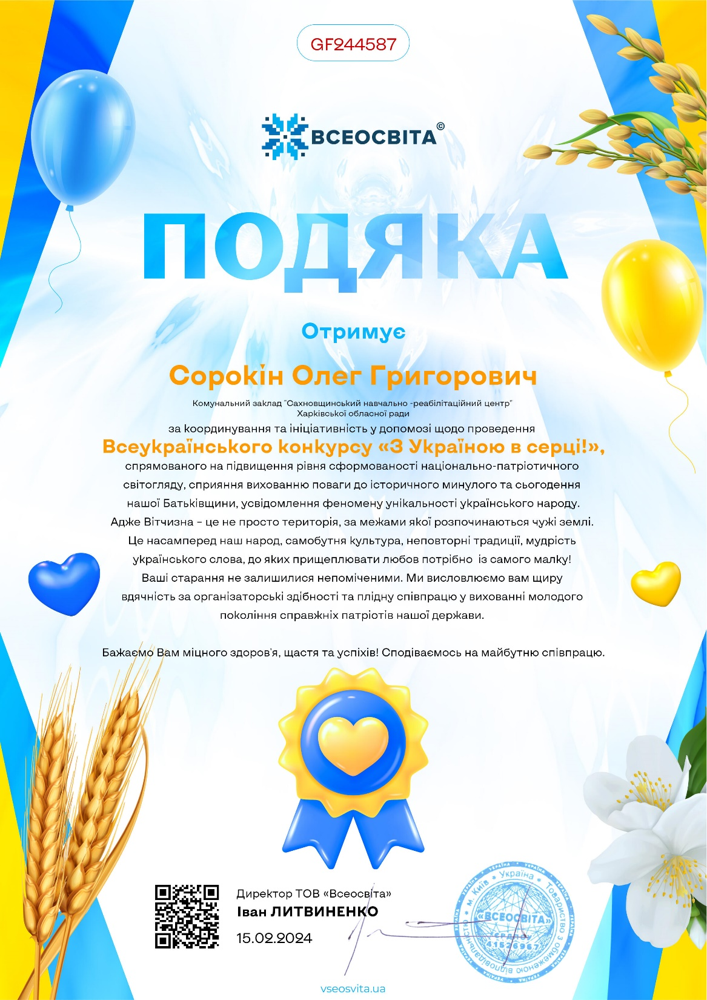 GF244587
ВСЕОСВІТА©
ПОДЯКА
Отримує
Сорокін Олег Григорович
Комунальний заклад "Сахновщинський навчально -реабілітаційний центр"
Харківської обласної ради
за координування та ініціативність у допомозі щодо проведення
Всеукраїнського конкурсу «З Україною в серці!»,
спрямованого на підвищення рівня сформованості національно-патріотичного
світогляду, сприяння вихованню поваги до історичного минулого та сьогодення
нашої Батьківщини, усвідомлення феномену унікальності українського народу.
Адже Вітчизна – це не просто територія, за межами якої розпочинаються чужі землі.
Це насамперед наш народ, самобутня культура, неповторні традиції, мудрість
українського слова, до яких прищеплювати любов потрібно із самого малку!
Ваші старання не залишилися непоміченими. Ми висловлюємо вам щиру
вдячність за організаторські здібності та плідну співпрацю у вихованні молодого
покоління справжніх патріотів нашої держави.
Бажаємо Вам міцного здоров'я, щастя та успіхів! Сподіваємось на майбутню співпрацю.
Директор ТОВ «Всеосвіта»
Іван ЛИТВИНЕНКО
15.02.2024
УКРАЇНА * УКРАЇНА * УКРАЇНА * УКРАЇНА
* м. Київ * Україна * Товариство з обмеженою відповідальністю
«ВСЕОСВІТА»
ЄРДПОУ
41526967
vseosvita.ua